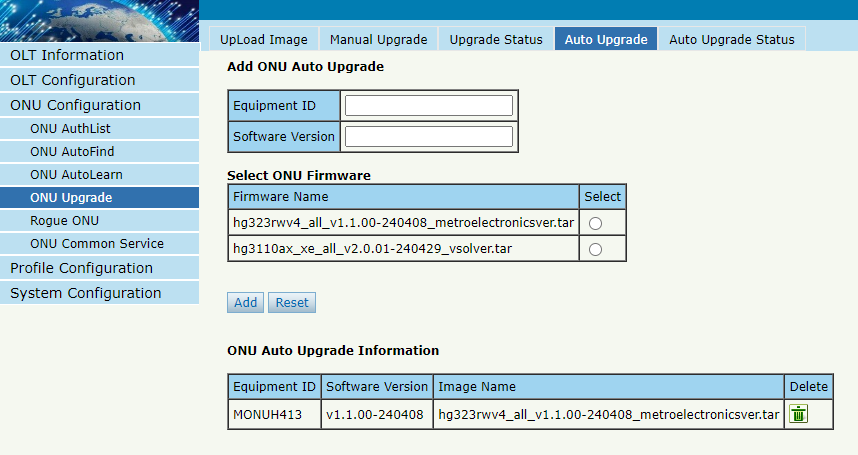 UpLoad Image Manual Upgrade Upgrade Status Auto Upgrade Auto Upgrade Status
OLT Information
OLT Configuration
ONU Configuration
ONU AuthList
ONU AutoFind
ONU AutoLearn
ONU Upgrade
Rogue ONU
ONU Common Service
Profile Configuration
System Configuration
Add ONU Auto Upgrade
Equipment ID
Software Version
Select ONU Firmware
Firmware Name Select
hg323rwv4_all_v1.1.00-240408_metroelectronicsver.tar
hg3110ax_xe_all_v2.0.01-240429_vsolver.tar
Add Reset
ONU Auto Upgrade Information
Equipment ID Software Version Image Name Delete
MONUH413 v1.1.00-240408 hg323rwv4_all_v1.1.00-240408_metroelectronicsver.tar